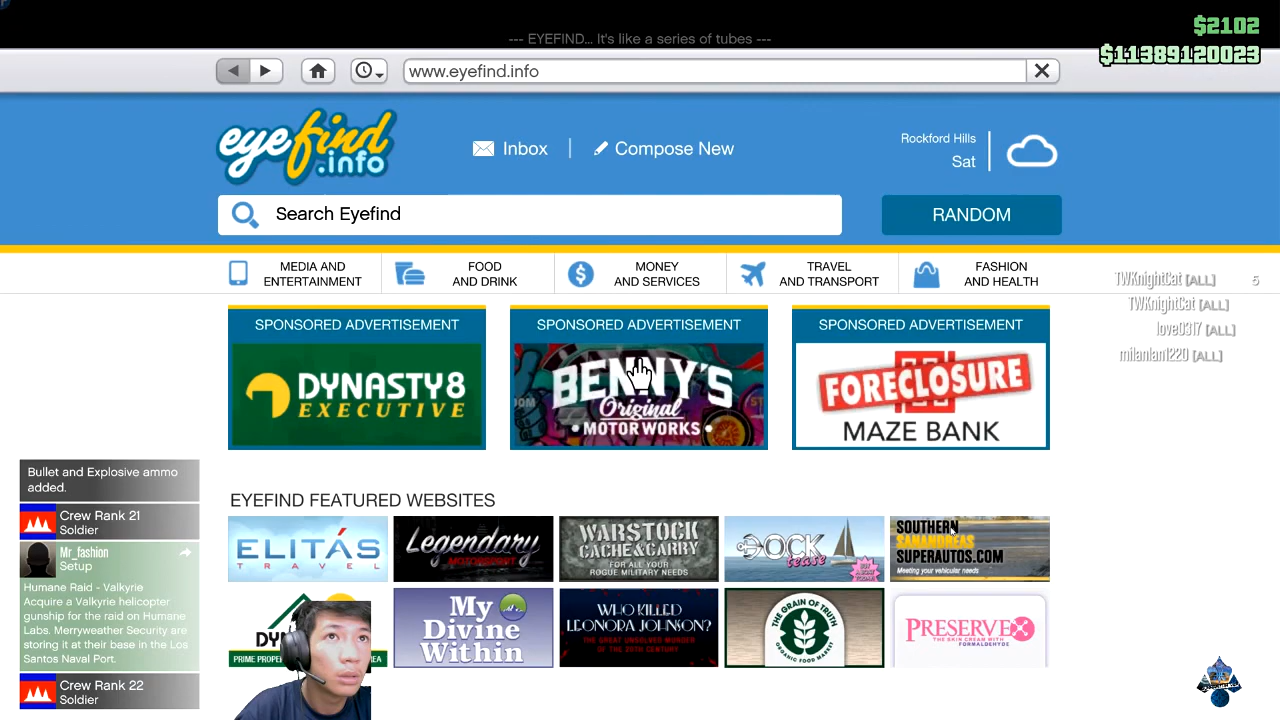 $2102
--- EYEFIND... It's like a series of tubes ---
$11389120023
www.eyefind.info
eyefind
.info
Inbox
Compose New
Rockford Hills
Sat
Search Eyefind
RANDOM
MEDIA AND
ENTERTAINMENT
FOOD
AND DRINK
MONEY
AND SERVICES
TRAVEL
AND TRANSPORT
FASHION
AND HEALTH
TWKnightCat [ALL] 5
TWKnightCat [ALL]
love0317 [ALL]
milanlan1220 [ALL]
SPONSORED ADVERTISEMENT
DYNASTY8
EXECUTIVE
SPONSORED ADVERTISEMENT
BENNY'S
Original
MOTOR WORKS
SPONSORED ADVERTISEMENT
FORECLOSURE
MAZE BANK
Bullet and Explosive ammo
added.
Crew Rank 21
Soldier
Mr_fashion
Setup
Humane Raid - Valkyrie
Acquire a Valkyrie helicopter
gunship for the raid on Humane
Labs. Merryweather Security are
storing it at their base in the Los
Santos Naval Port.
Crew Rank 22
Soldier
EYEFIND FEATURED WEBSITES
ELITÁS
TRAVEL
Legendary
MOTORSPORT
WARSTOCK
CACHE & CARRY
FOR ALL YOUR
ROGUE MILITARY NEEDS
DOCK
tease
SOUTHERN
SANANDREAS
SUPERAUTOS.COM
Meeting your vehicular needs
DYN
PRIME PROPER
EA
My
Divine
Within
WHO KILLED
LEONORA JOHNSON?
THE GREAT UNSOLVED MURDER
OF THE 20TH CENTURY
THE GRAIN OF TRUTH
ORGANIC FOOD MARKET
PRESERVEX
THE SKIN CREAM WITH
FORMALDEHYDE